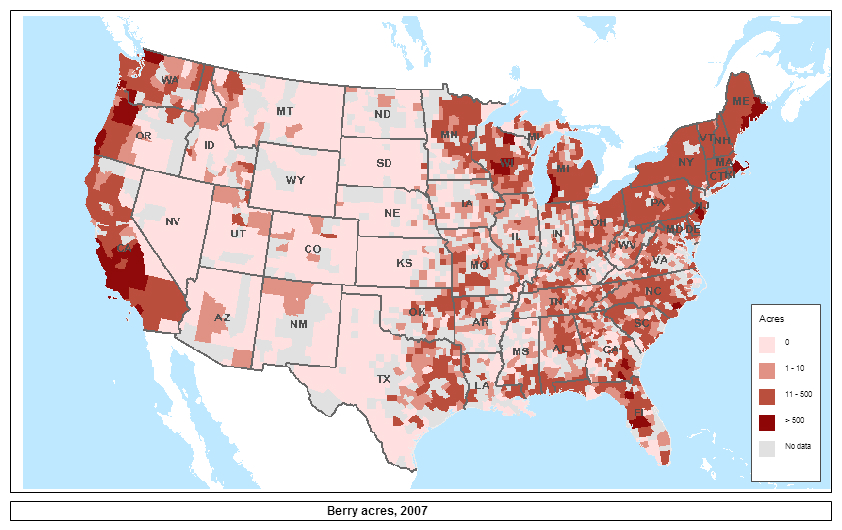 WA
MT
ND
MN
ME
OR
ID
SD
WI
MI
MI
VT
NH
NY
MA
CT
RI
WY
IA
PA
NJ
NV
NE
OH
MD
DE
UT
CO
IL
IN
WV
VA
CA
KS
MO
KY
NC
AZ
NM
OK
AR
TN
SC
TX
MS
AL
GA
LA
FL
Acres
0
1 - 10
11 - 500
> 500
No data
Berry acres, 2007